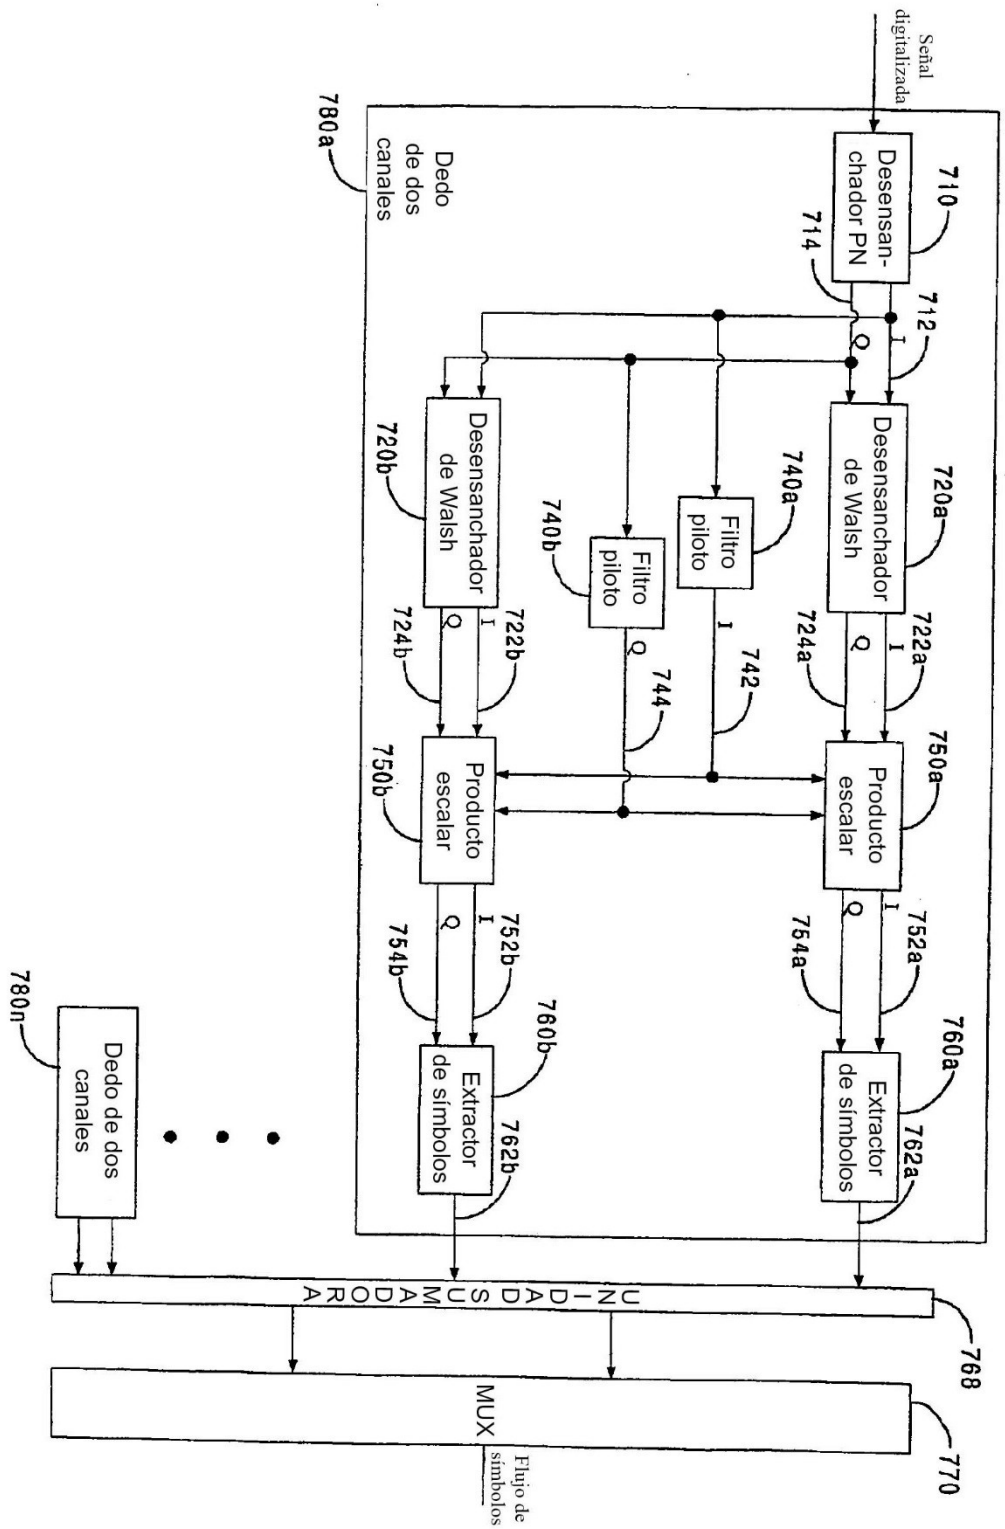 Señal
digitalizada
710
Desensan-
chador PN
712
714
I
Q
720a
Desensanchador
de Walsh
722a
I
Q
724a
750a
Producto
escalar
752a
I
Q
754a
760a
Extractor
de símbolos
762a
768
770
740a
Filtro
piloto
I
742
740b
Filtro
piloto
Q
744
UNIDAD SUMADORA
MUX
Flujo de
símbolos
Dedo
de dos
canales
780a
Desensanchador
de Walsh
720b
722b
I
Q
724b
Producto
escalar
750b
752b
I
Q
754b
760b
Extractor
de símbolos
762b
Dedo de dos
canales
780n